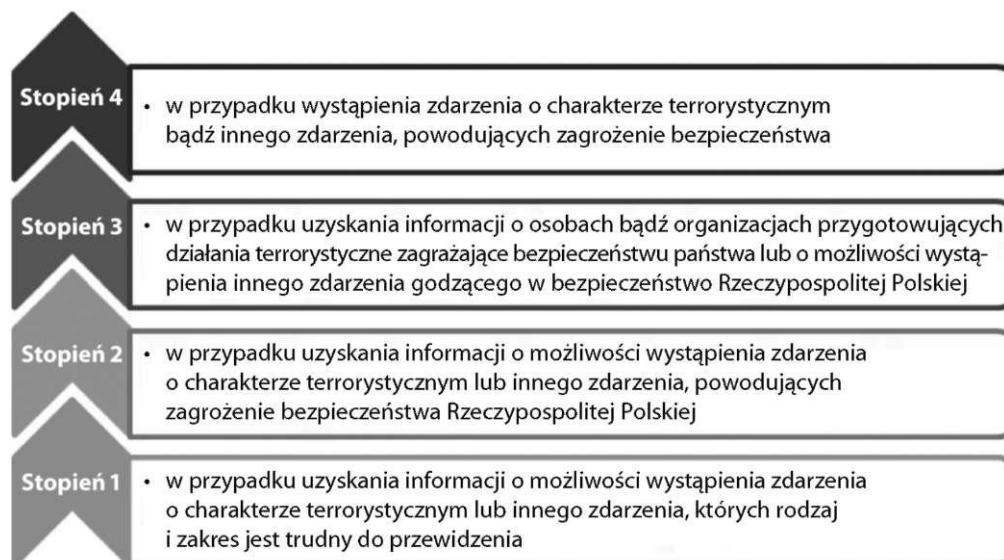 Stopień 4
• w przypadku wystąpienia zdarzenia o charakterze terrorystycznym
bądź innego zdarzenia, powodujących zagrożenie bezpieczeństwa
Stopień 3
• w przypadku uzyskania informacji o osobach bądź organizacjach przygotowujących
działania terrorystyczne zagrażające bezpieczeństwu państwa lub o możliwości wystą-
pienia innego zdarzenia godzącego w bezpieczeństwo Rzeczypospolitej Polskiej
Stopień 2
• w przypadku uzyskania informacji o możliwości wystąpienia zdarzenia
o charakterze terrorystycznym lub innego zdarzenia, powodujących
zagrożenie bezpieczeństwa Rzeczypospolitej Polskiej
Stopień 1
• w przypadku uzyskania informacji o możliwości wystąpienia zdarzenia
o charakterze terrorystycznym lub innego zdarzenia, których rodzaj
i zakres jest trudny do przewidzenia